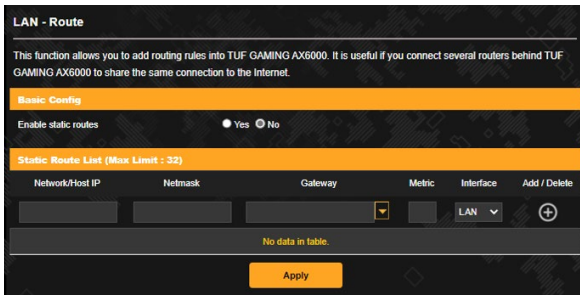 LAN - Route
This function allows you to add routing rules into TUF GAMING AX6000. It is useful if you connect several routers behind TUF
GAMING AX6000 to share the same connection to the Internet.
Basic Config
Enable static routes Yes No
Static Route List (Max Limit : 32)
Network/Host IP Netmask Gateway Metric Interface Add / Delete
LAN
No data in table.
Apply